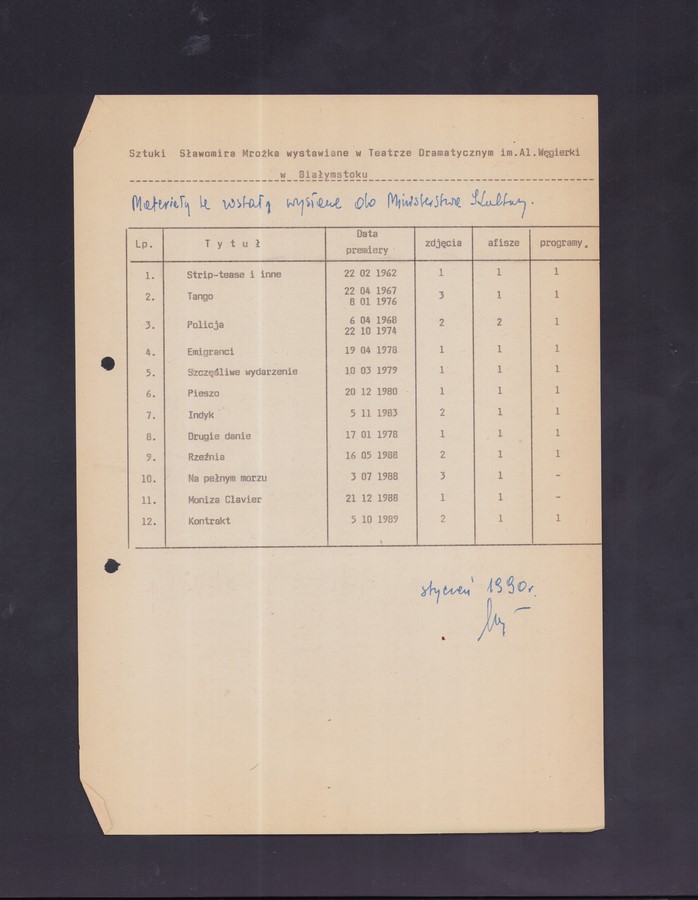 Sztuki Sławomira Mrożka wystawiane w Teatrze Dramatycznym im.Al.Węgierki
w Białymstoku
Materiały te zostały wysłane do Ministerstwa Kultury.
Lp. Tytuł Data premiery zdjęcia afisze programy.
1. Strip-tease i inne 22 02 1962 1 1 1
2. Tango 22 04 1967 3 1 1
8 01 1976
3. Policja 6 04 1968 2 2 1
22 10 1974
4. Emigranci 19 04 1978 1 1 1
5. Szczęśliwe wydarzenie 10 03 1979 1 1 1
6. Pieszo 20 12 1980 1 1 1
7. Indyk 5 11 1983 2 1 1
8. Drugie danie 17 01 1978 1 1 1
9. Rzeźnia 16 05 1988 2 1 1
10. Na pełnym morzu 3 07 1988 3 1 -
11. Moniza Clavier 21 12 1988 1 1 -
12. Kontrakt 5 10 1989 2 1 1
styczeń 1990r.